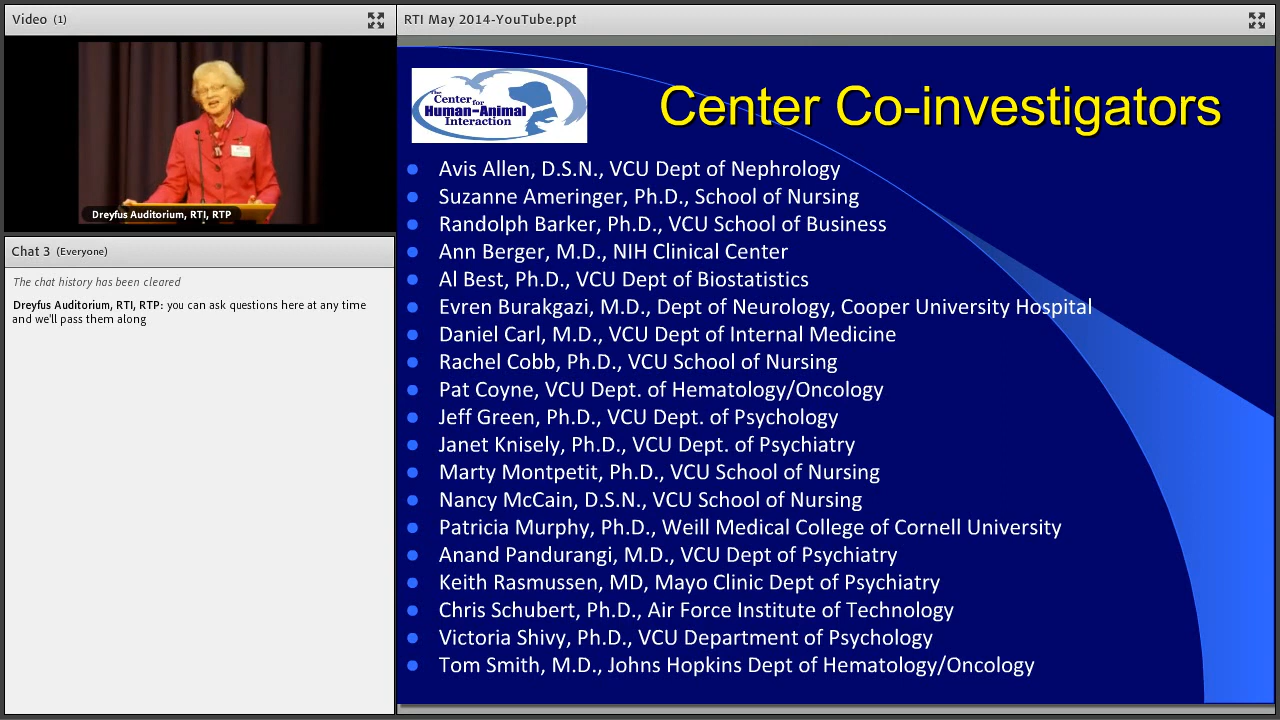 Video (1)
Dreyfus Auditorium, RTI, RTP
Chat 3 (Everyone)
The chat history has been cleared
Dreyfus Auditorium, RTI, RTP: you can ask questions here at any time
and we'll pass them along
RTI May 2014-YouTube.ppt
The
Center for
Human-Animal
Interaction
Center Co-investigators
Avis Allen, D.S.N., VCU Dept of Nephrology
Suzanne Ameringer, Ph.D., School of Nursing
Randolph Barker, Ph.D., VCU School of Business
Ann Berger, M.D., NIH Clinical Center
Al Best, Ph.D., VCU Dept of Biostatistics
Evren Burakgazi, M.D., Dept of Neurology, Cooper University Hospital
Daniel Carl, M.D., VCU Dept of Internal Medicine
Rachel Cobb, Ph.D., VCU School of Nursing
Pat Coyne, VCU Dept. of Hematology/Oncology
Jeff Green, Ph.D., VCU Dept. of Psychology
Janet Knisely, Ph.D., VCU Dept. of Psychiatry
Marty Montpetit, Ph.D., VCU School of Nursing
Nancy McCain, D.S.N., VCU School of Nursing
Patricia Murphy, Ph.D., Weill Medical College of Cornell University
Anand Pandurangi, M.D., VCU Dept of Psychiatry
Keith Rasmussen, MD, Mayo Clinic Dept of Psychiatry
Chris Schubert, Ph.D., Air Force Institute of Technology
Victoria Shivy, Ph.D., VCU Department of Psychology
Tom Smith, M.D., Johns Hopkins Dept of Hematology/Oncology